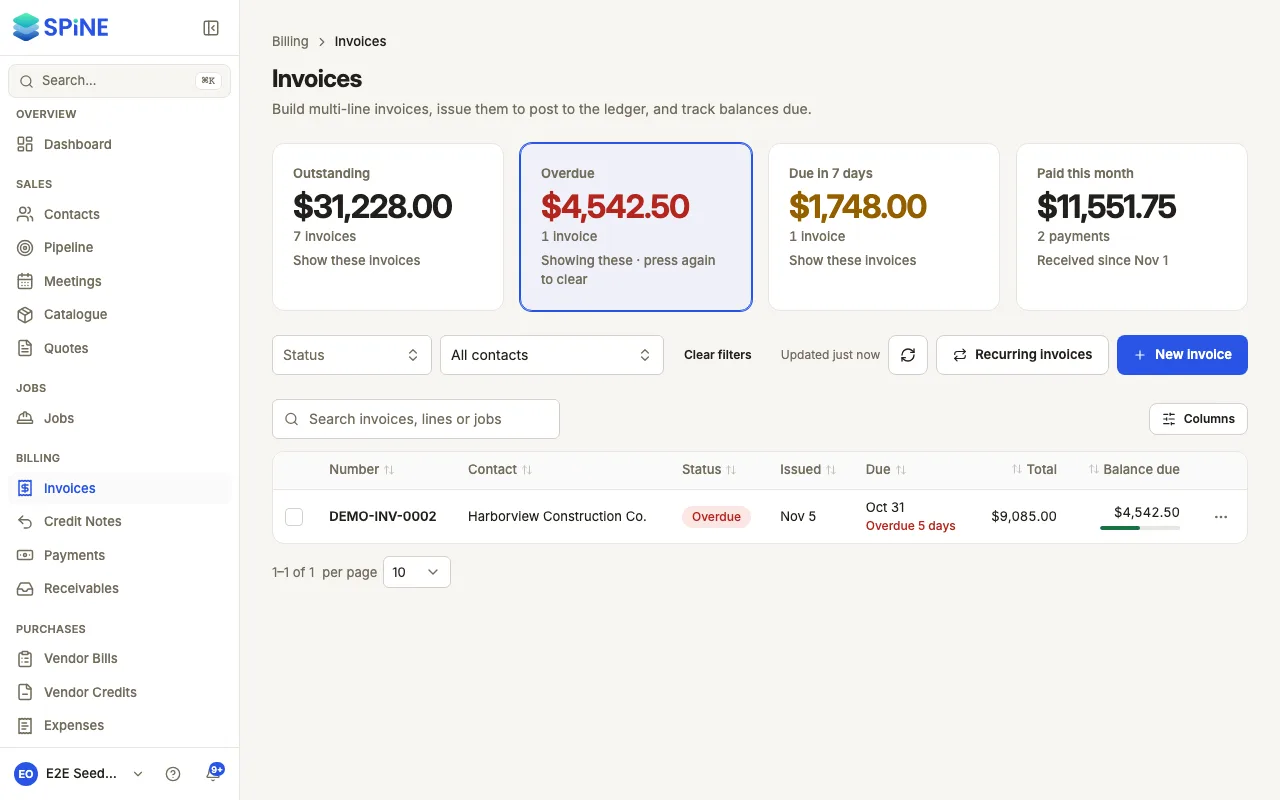 SPiNE
Search... ⌘K
OVERVIEW
Dashboard
SALES
Contacts
Pipeline
Meetings
Catalogue
Quotes
JOBS
Jobs
BILLING
Invoices
Credit Notes
Payments
Receivables
PURCHASES
Vendor Bills
Vendor Credits
Expenses
EO E2E Seed... 9+
Billing Invoices
Invoices
Build multi-line invoices, issue them to post to the ledger, and track balances due.
Outstanding
$31,228.00
7 invoices
Show these invoices
Overdue
$4,542.50
1 invoice
Showing these · press again
to clear
Due in 7 days
$1,748.00
1 invoice
Show these invoices
Paid this month
$11,551.75
2 payments
Received since Nov 1
Status All contacts Clear filters Updated just now Recurring invoices New invoice
Search invoices, lines or jobs Columns
Number Contact Status Issued Due Total Balance due
DEMO-INV-0002 Harborview Construction Co. Overdue Nov 5 Oct 31 $9,085.00 $4,542.50
Overdue 5 days
1–1 of 1 per page 10